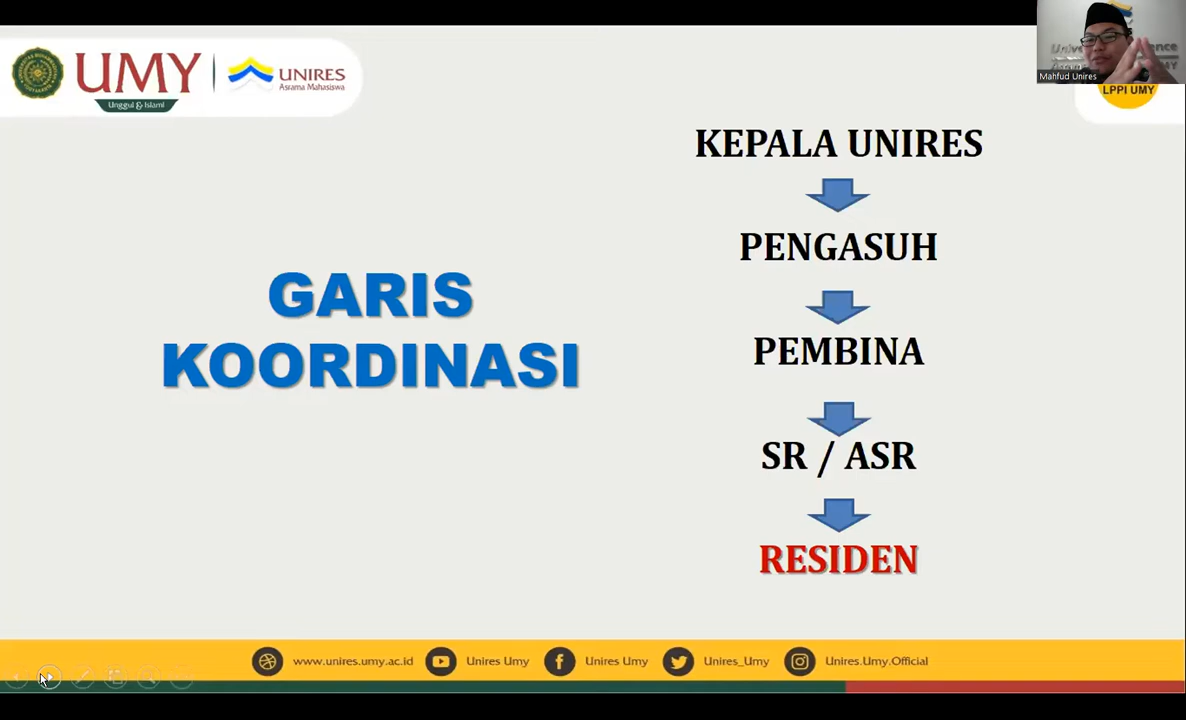 UMY
Unggul & Islami
UNIRES
Asrama Mahasiswa
Mahfud Unires
LPPI UMY
GARIS
KOORDINASI
KEPALA UNIRES
PENGASUH
PEMBINA
SR / ASR
RESIDEN
www.unires.umy.ac.id
Unires Umy
Unires Umy
Unires_Umy
Unires.Umy.Official